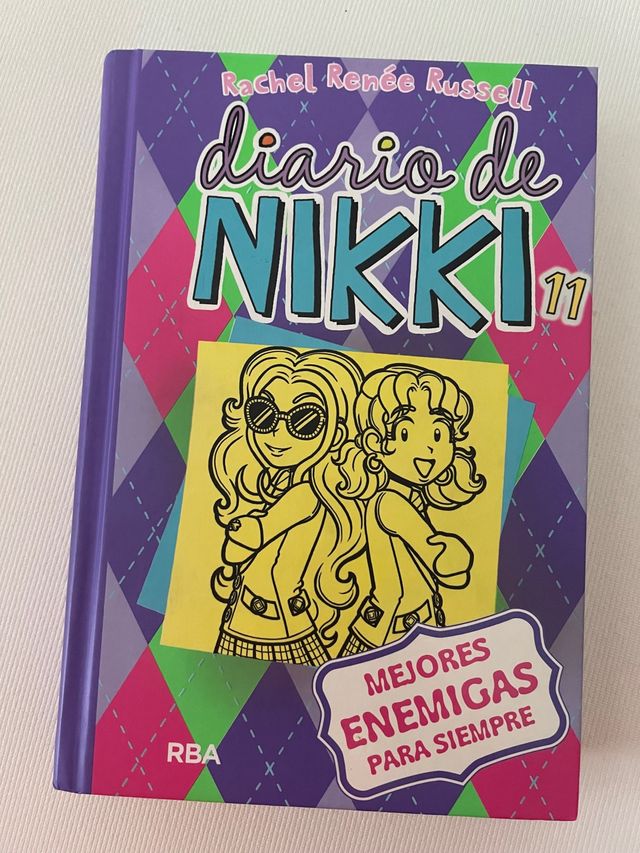 Rachel Renée Russell
diario de
NIKKI 11
MEJORES
ENEMIGAS
PARA SIEMPRE
RBA